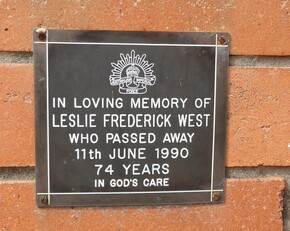 IN LOVING MEMORY OF
LESLIE FREDERICK WEST
WHO PASSED AWAY
11th JUNE 1990
74 YEARS
IN GOD'S CARE